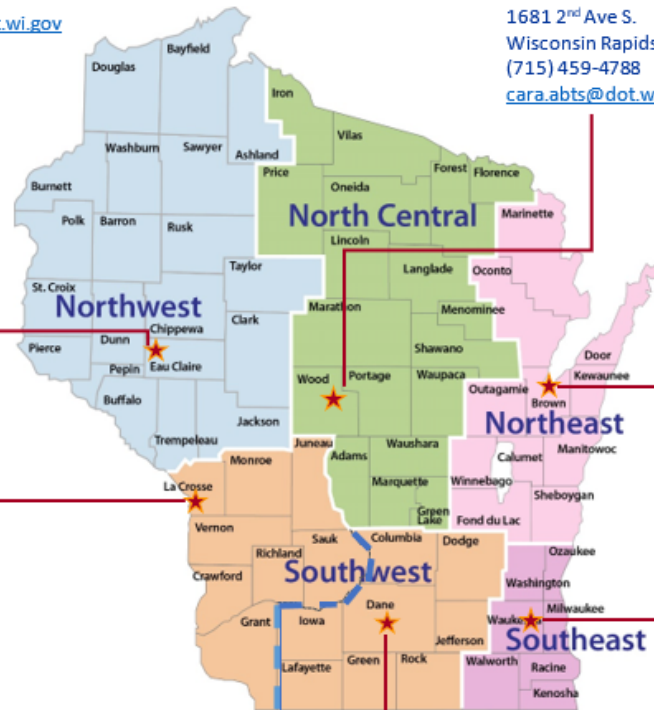 t.wi.gov
1681 2nd Ave S.
Wisconsin Rapids
(715) 459-4788
cara.abts@dot.w
Bayfield
Douglas
Iron
Vilas
Washburn
Sawyer
Ashland
Price
Forest
Florence
Burnett
Oneida
Marinette
Polk
Barron
Rusk
North Central
Lincoln
Taylor
Langlade
Oconto
St. Croix
Northwest
Marathon
Menominee
Clark
Chippewa
Pierce
Dunn
Shawano
Door
Pepin
Eau Claire
Wood
Portage
Waupaca
Kewaunee
Outagamie
Brown
Buffalo
Jackson
Northeast
Trempeleau
Juneau
Adams
Waushara
Calumet
Manitowoc
Monroe
Marquette
Winnebago
La Crosse
Sheboygan
Green
Lake
Fond du Lac
Vernon
Sauk
Columbia
Dodge
Richland
Ozaukee
Southwest
Crawford
Washington
Dane
Milwaukee
Grant
Iowa
Southeast
Jefferson
Lafayette
Green
Rock
Walworth
Racine
Kenosha